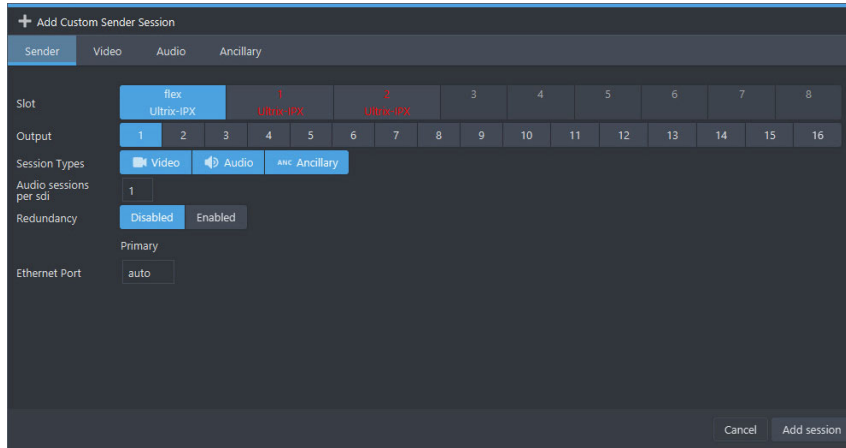 Add Custom Sender Session
Sender Video Audio Ancillary
Slot
flex
Ultrix-IPX
1
Ultrix-IPX
2
Ultrix-IPX
3 4 5 6 7 8
Output 1 2 3 4 5 6 7 8 9 10 11 12 13 14 15 16
Session Types Video Audio ANC Ancillary
Audio sessions
per sdi
1
Redundancy Disabled Enabled
Primary
Ethernet Port auto
Cancel Add session